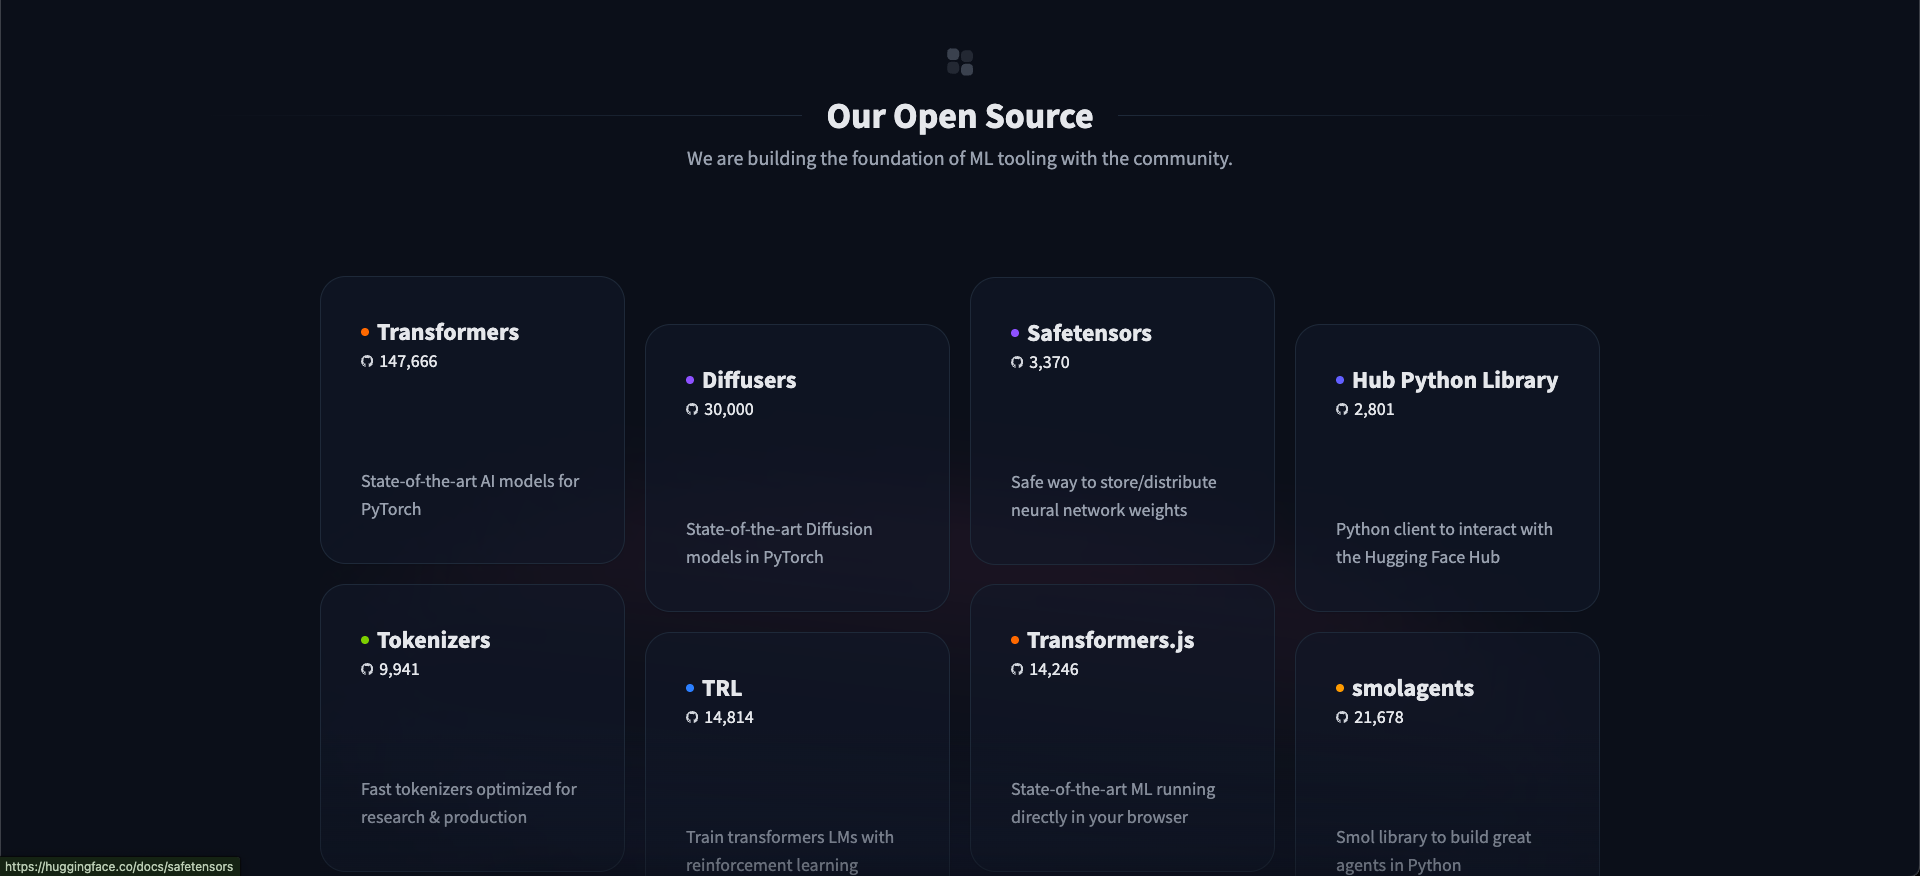 Our Open Source
We are building the foundation of ML tooling with the community.
Transformers
147,666
State-of-the-art AI models for
PyTorch
Diffusers
30,000
State-of-the-art Diffusion
models in PyTorch
Safetensors
3,370
Safe way to store/distribute
neural network weights
Hub Python Library
2,801
Python client to interact with
the Hugging Face Hub
Tokenizers
9,941
Fast tokenizers optimized for
research & production
TRL
14,814
Train transformers LMs with
reinforcement learning
Transformers.js
14,246
State-of-the-art ML running
directly in your browser
smolagents
21,678
Smol library to build great
agents in Python
https://huggingface.co/docs/safetensors